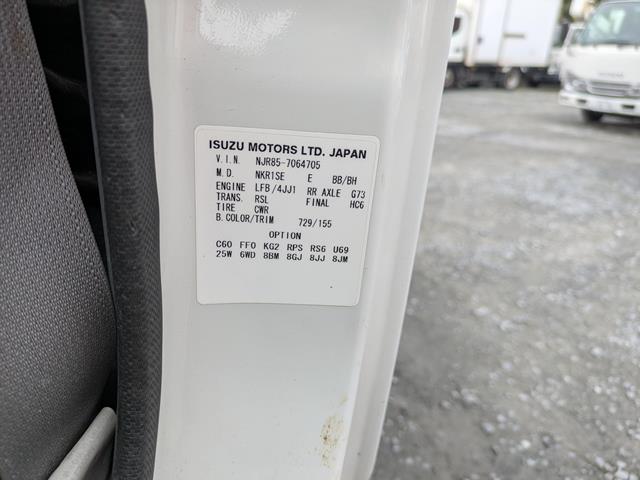 ISUZU MOTORS LTD. JAPAN
V.I.N. NJR85-7064705
M.D. NKR1SE E BB/BH
ENGINE LFB/4JJ1 RR AXLE G73
TRANS. RSL FINAL HC6
TIRE CWR
B.COLOR/TRIM 729/155
OPTION
C60 FF0 KG2 RPS RS6 U69
25W 6WD 8BM 8GJ 8JJ 8JM